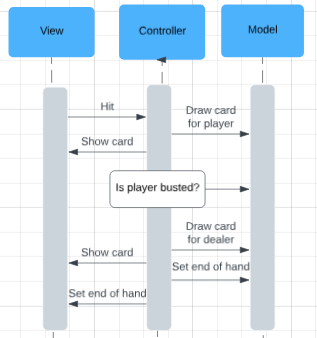 View
Controller
Model
Hit
Draw card
for player
Show card
Is player busted?
Draw card
for dealer
Show card
Set end of hand
Set end of hand